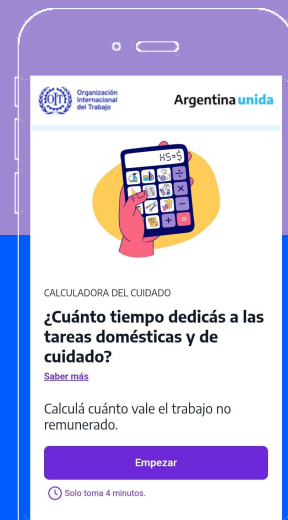 Organización
Internacional
del Trabajo
Argentina unida
HS=$
CALCULADORA DEL CUIDADO
¿Cuánto tiempo dedicás a las
tareas domésticas y de
cuidado?
Saber más
Calculá cuánto vale el trabajo no
remunerado.
Empezar
Solo toma 4 minutos.